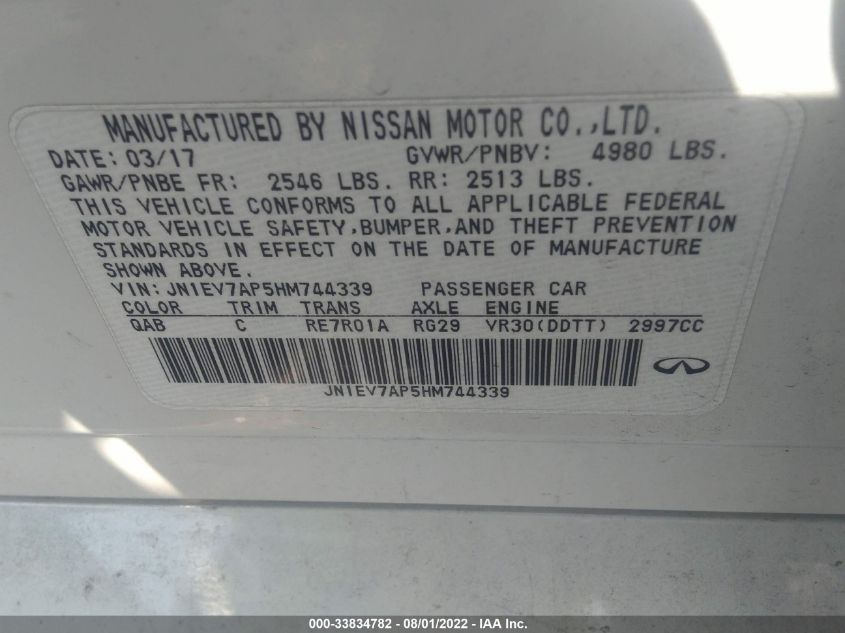 MANUFACTURED BY NISSAN MOTOR CO.,LTD.
DATE: 03/17 GVWR/PNBV: 4980 LBS.
GAWR/PNBE FR: 2546 LBS. RR: 2513 LBS.
THIS VEHICLE CONFORMS TO ALL APPLICABLE FEDERAL
MOTOR VEHICLE SAFETY,BUMPER,AND THEFT PREVENTION
STANDARDS IN EFFECT ON THE DATE OF MANUFACTURE
SHOWN ABOVE.
VIN: JN1EV7AP5HM744339 PASSENGER CAR
COLOR TRIM TRANS AXLE ENGINE
QAB C RE7R01A RG29 VR30(DDTT) 2997CC
JN1EV7AP5HM744339
000-33834782 - 08/01/2022 - IAA Inc.